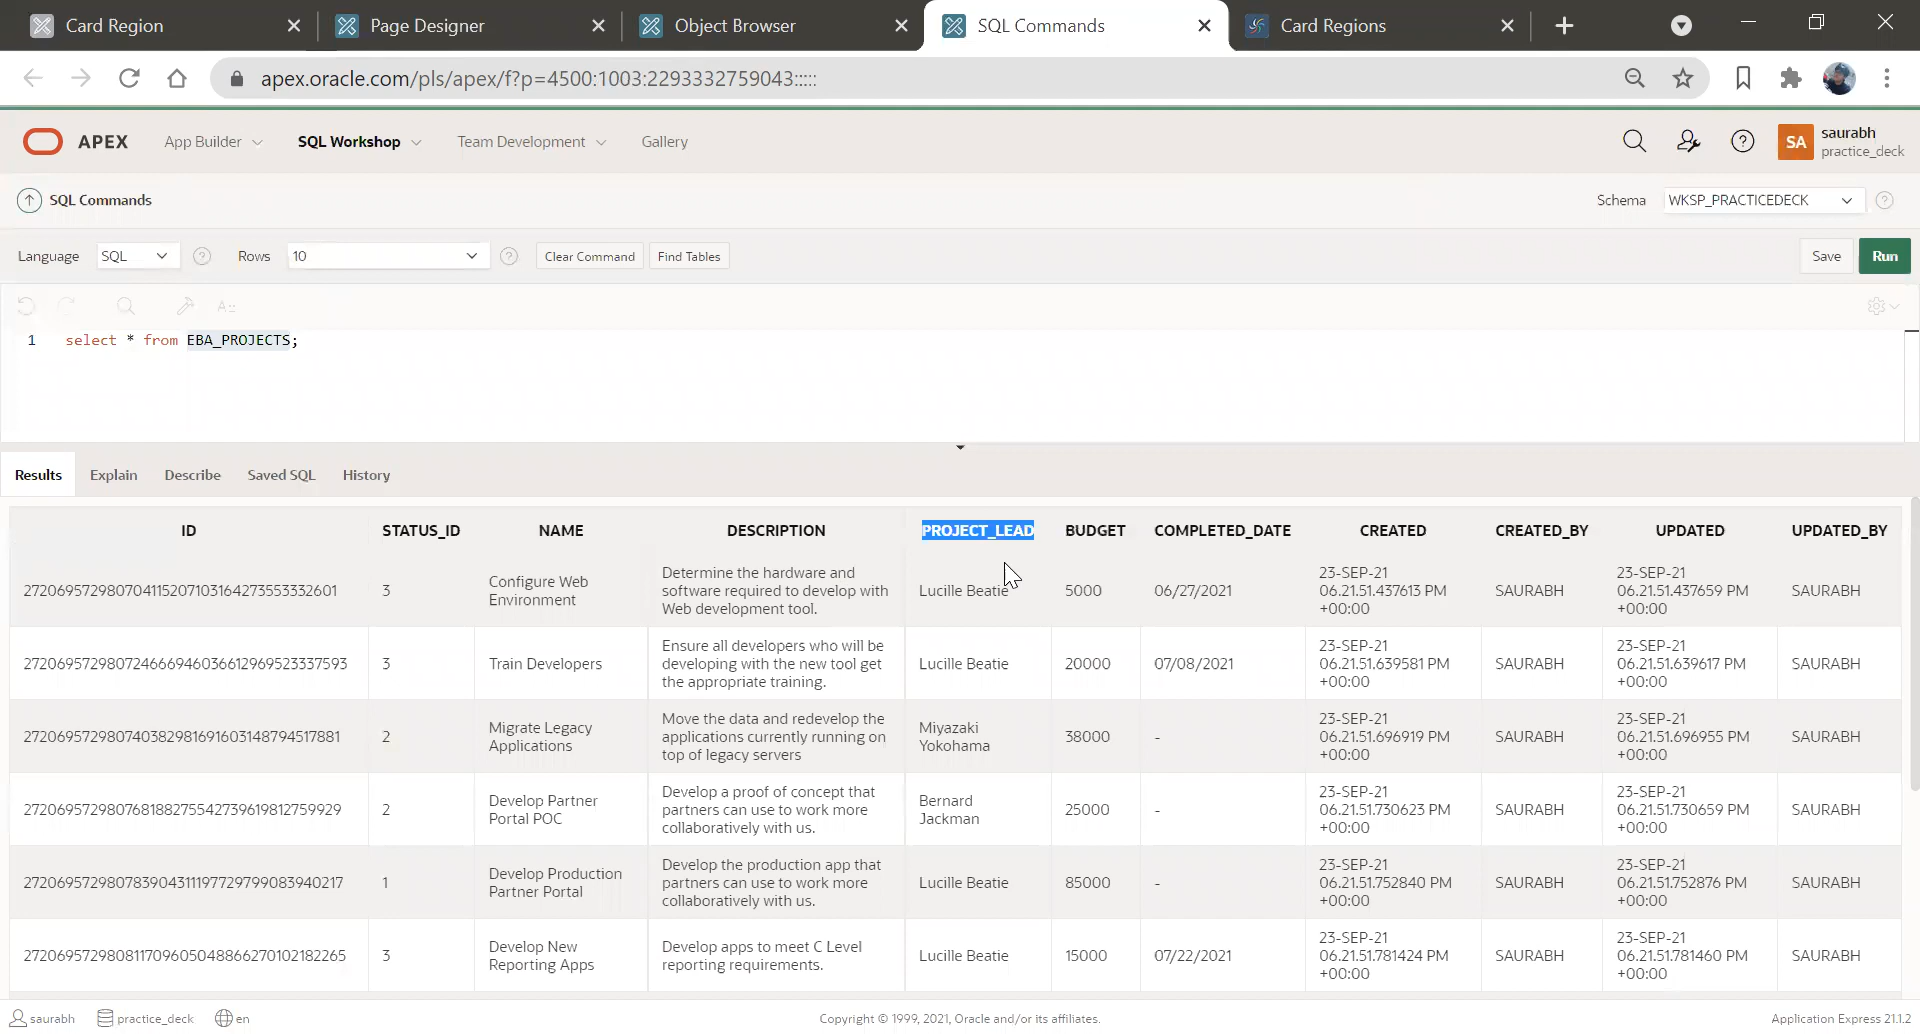 Card Region
Page Designer
Object Browser
SQL Commands
Card Regions
apex.oracle.com/pls/apex/f?p=4500:1003:2293332759043:::::
APEX
App Builder
SQL Workshop
Team Development
Gallery
SA
saurabh
practice_deck
SQL Commands
Schema
WKSP_PRACTICEDECK
Language
SQL
Rows
10
Clear Command
Find Tables
Save
Run
1 select * from EBA_PROJECTS;
Results Explain Describe Saved SQL History
ID STATUS_ID NAME DESCRIPTION PROJECT_LEAD BUDGET COMPLETED_DATE CREATED CREATED_BY UPDATED UPDATED_BY
Configure Web Determine the hardware and 23-SEP-21 23-SEP-21
3 Environment software required to develop with Lucille Beatie 5000 06/27/2021 06.21.51.437613 PM SAURABH 06.21.51.437659 PM SAURABH
Web development tool. +00:00 +00:00
Ensure all developers who will be 23-SEP-21 23-SEP-21
3 Train Developers developing with the new tool get Lucille Beatie 20000 07/08/2021 06.21.51.639581 PM SAURABH 06.21.51.639617 PM SAURABH
the appropriate training. +00:00 +00:00
Migrate Legacy Move the data and redevelop the Miyazaki 23-SEP-21 23-SEP-21
2 Applications applications currently running on Yokohama 38000 - 06.21.51.696919 PM SAURABH 06.21.51.696955 PM SAURABH
top of legacy servers +00:00 +00:00
Develop Partner Develop a proof of concept that Bernard 23-SEP-21 23-SEP-21
2 Portal POC partners can use to work more Jackman 25000 - 06.21.51.730623 PM SAURABH 06.21.51.730659 PM SAURABH
collaboratively with us. +00:00 +00:00
Develop Production Develop the production app that 23-SEP-21 23-SEP-21
1 Partner Portal partners can use to work more Lucille Beatie 85000 - 06.21.51.752840 PM SAURABH 06.21.51.752876 PM SAURABH
collaboratively with us. +00:00 +00:00
Develop New Develop apps to meet C Level 23-SEP-21 23-SEP-21
3 Reporting Apps reporting requirements. Lucille Beatie 15000 07/22/2021 06.21.51.781424 PM SAURABH 06.21.51.781460 PM SAURABH
+00:00 +00:00
saurabh practice_deck en
Copyright © 1999, 2021, Oracle and/or its affiliates.
Application Express 21.1.2